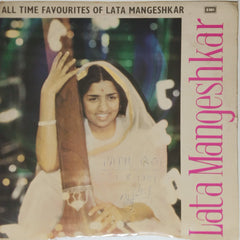 ALL TIME FAVOURITES OF LATA MANGESHKAR
EMI
Lata Mangeshkar